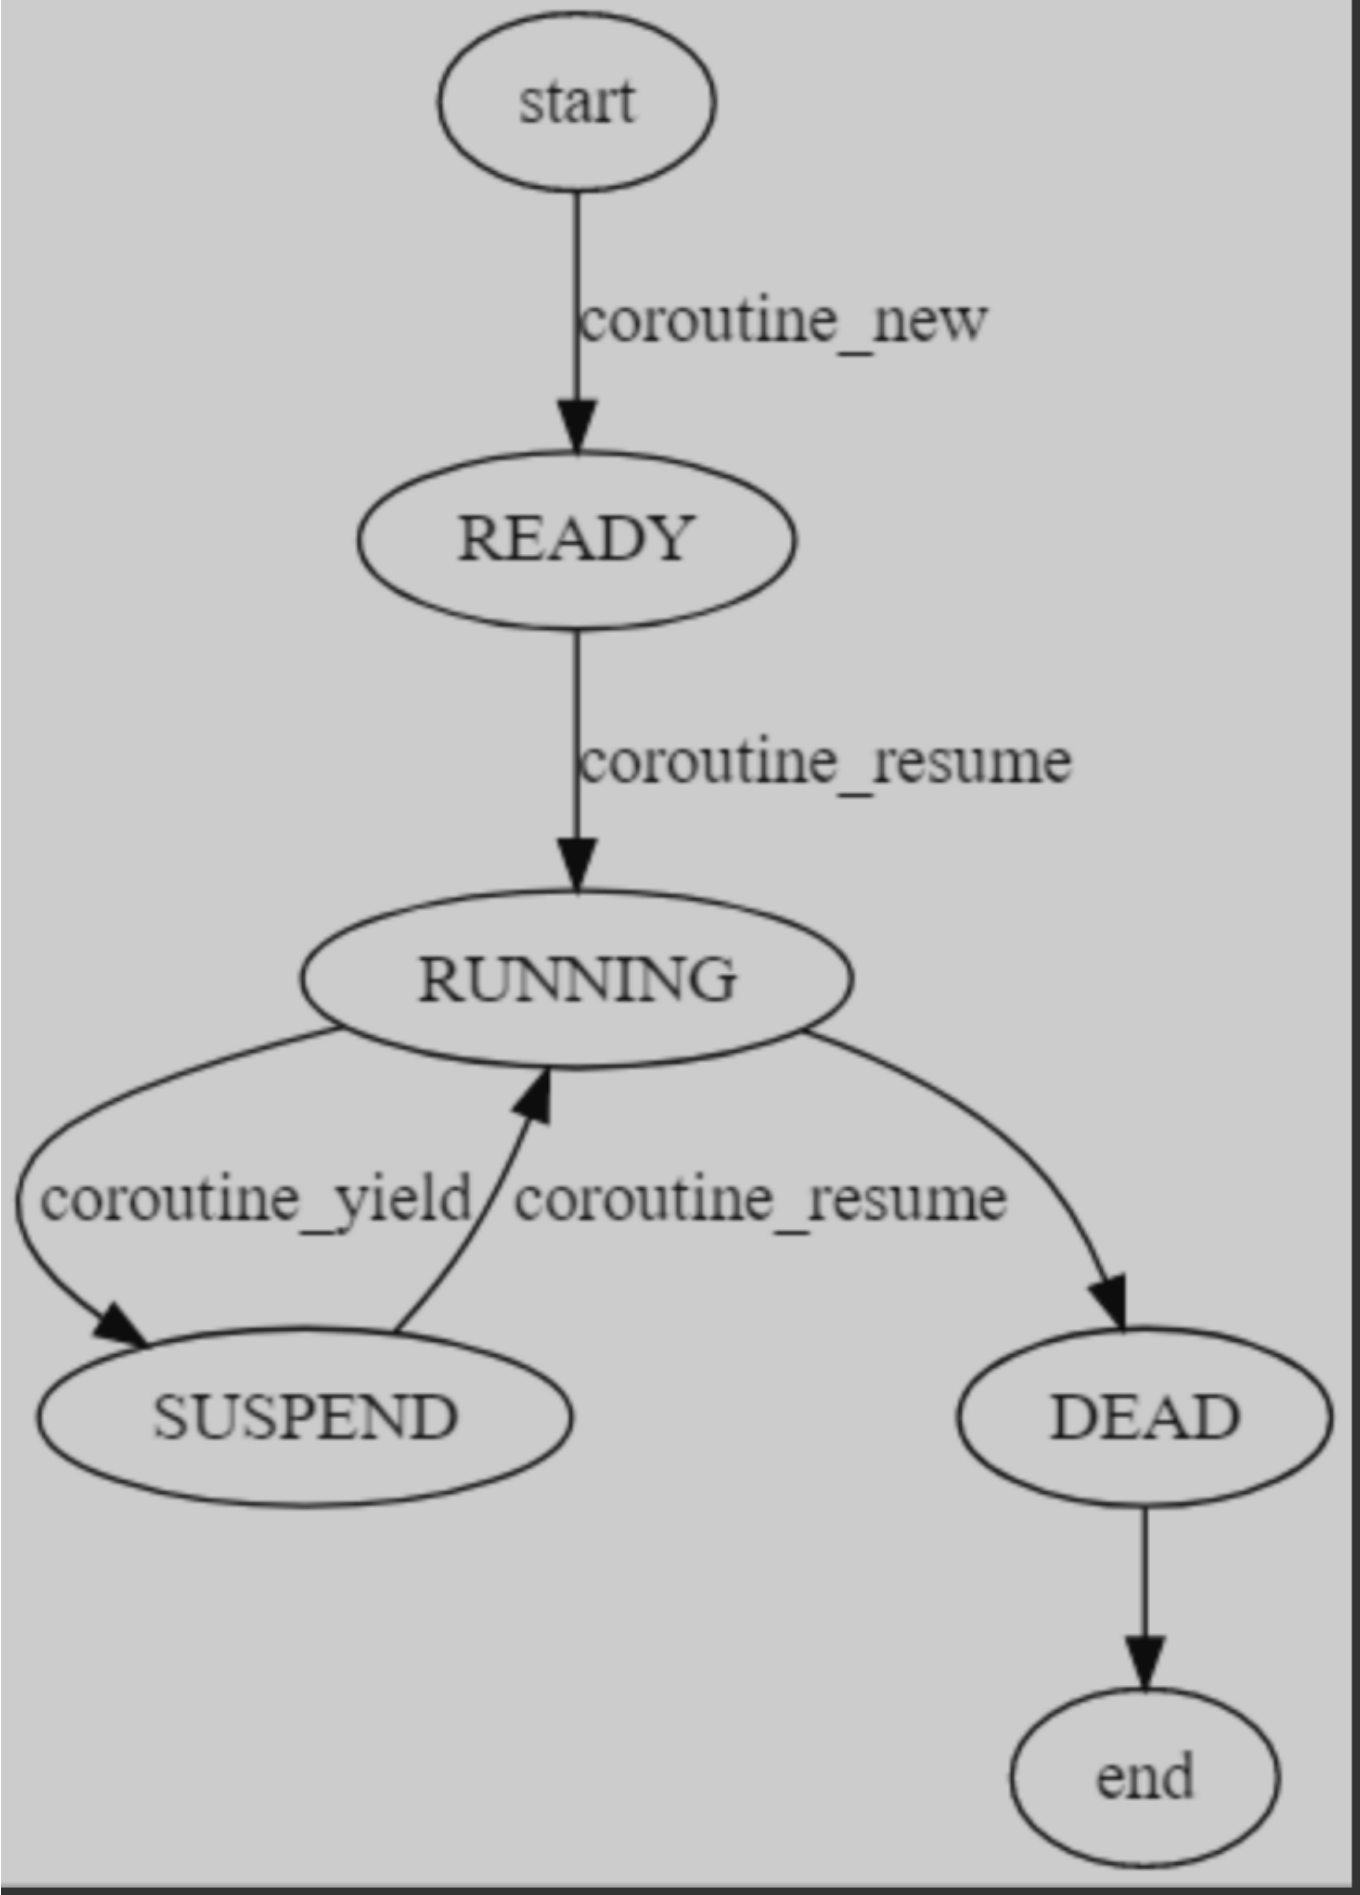 start
coroutine_new
READY
coroutine_resume
RUNNING
coroutine_yield
coroutine_resume
SUSPEND
DEAD
end